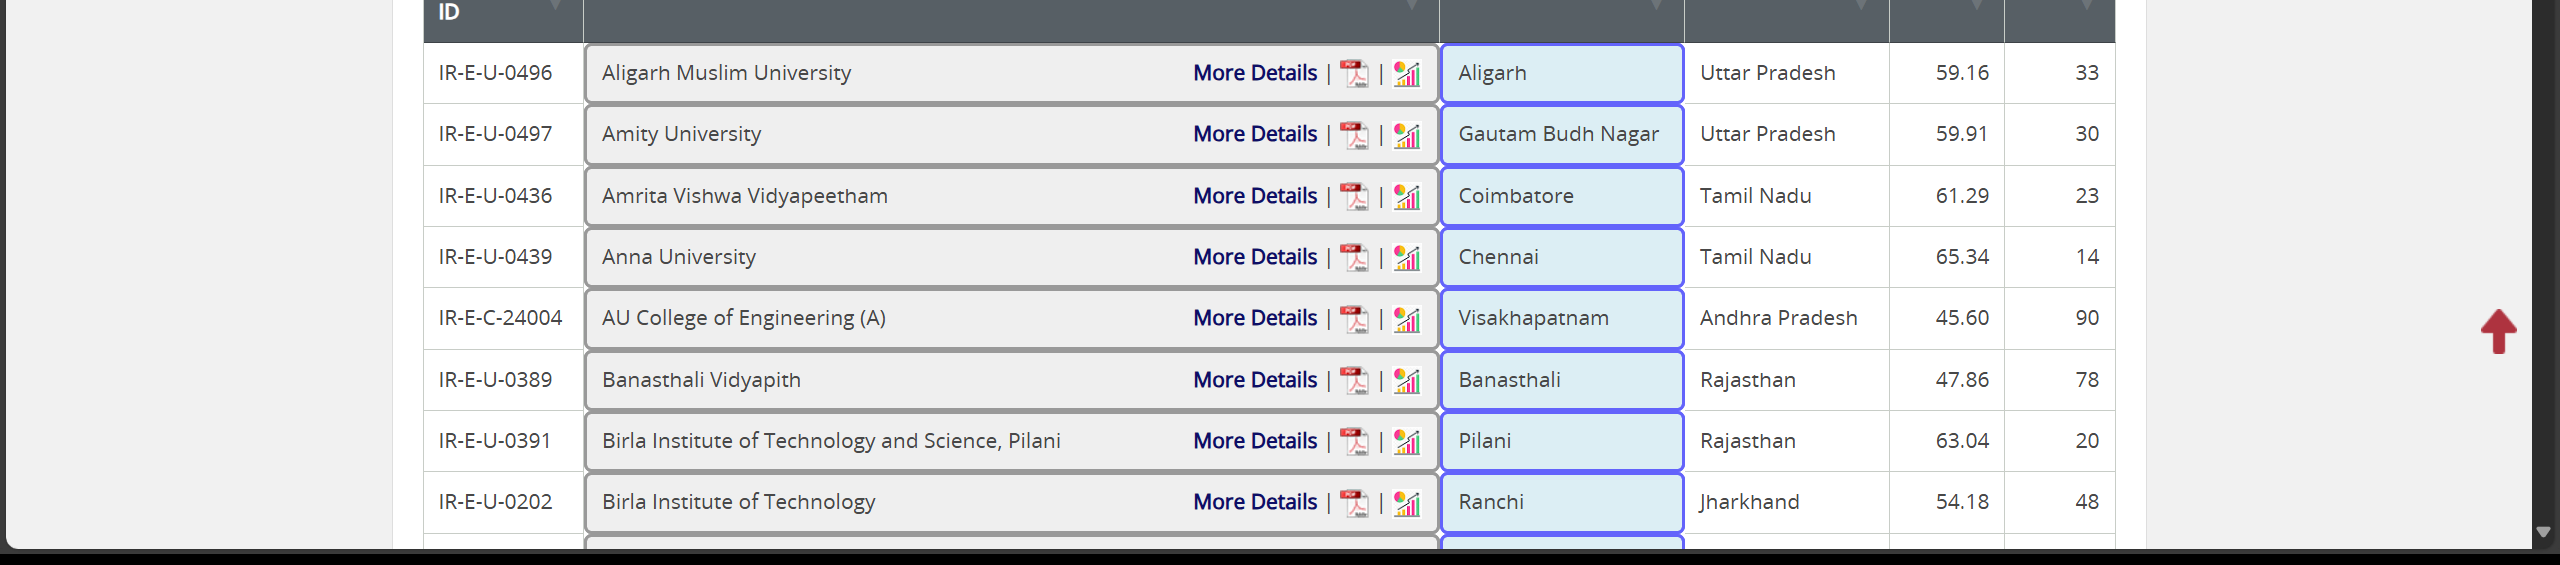 ID
IR-E-U-0496 Aligarh Muslim University More Details | | Aligarh Uttar Pradesh 59.16 33
IR-E-U-0497 Amity University More Details | | Gautam Budh Nagar Uttar Pradesh 59.91 30
IR-E-U-0436 Amrita Vishwa Vidyapeetham More Details | | Coimbatore Tamil Nadu 61.29 23
IR-E-U-0439 Anna University More Details | | Chennai Tamil Nadu 65.34 14
IR-E-C-24004 AU College of Engineering (A) More Details | | Visakhapatnam Andhra Pradesh 45.60 90
IR-E-U-0389 Banasthali Vidyapith More Details | | Banasthali Rajasthan 47.86 78
IR-E-U-0391 Birla Institute of Technology and Science, Pilani More Details | | Pilani Rajasthan 63.04 20
IR-E-U-0202 Birla Institute of Technology More Details | | Ranchi Jharkhand 54.18 48